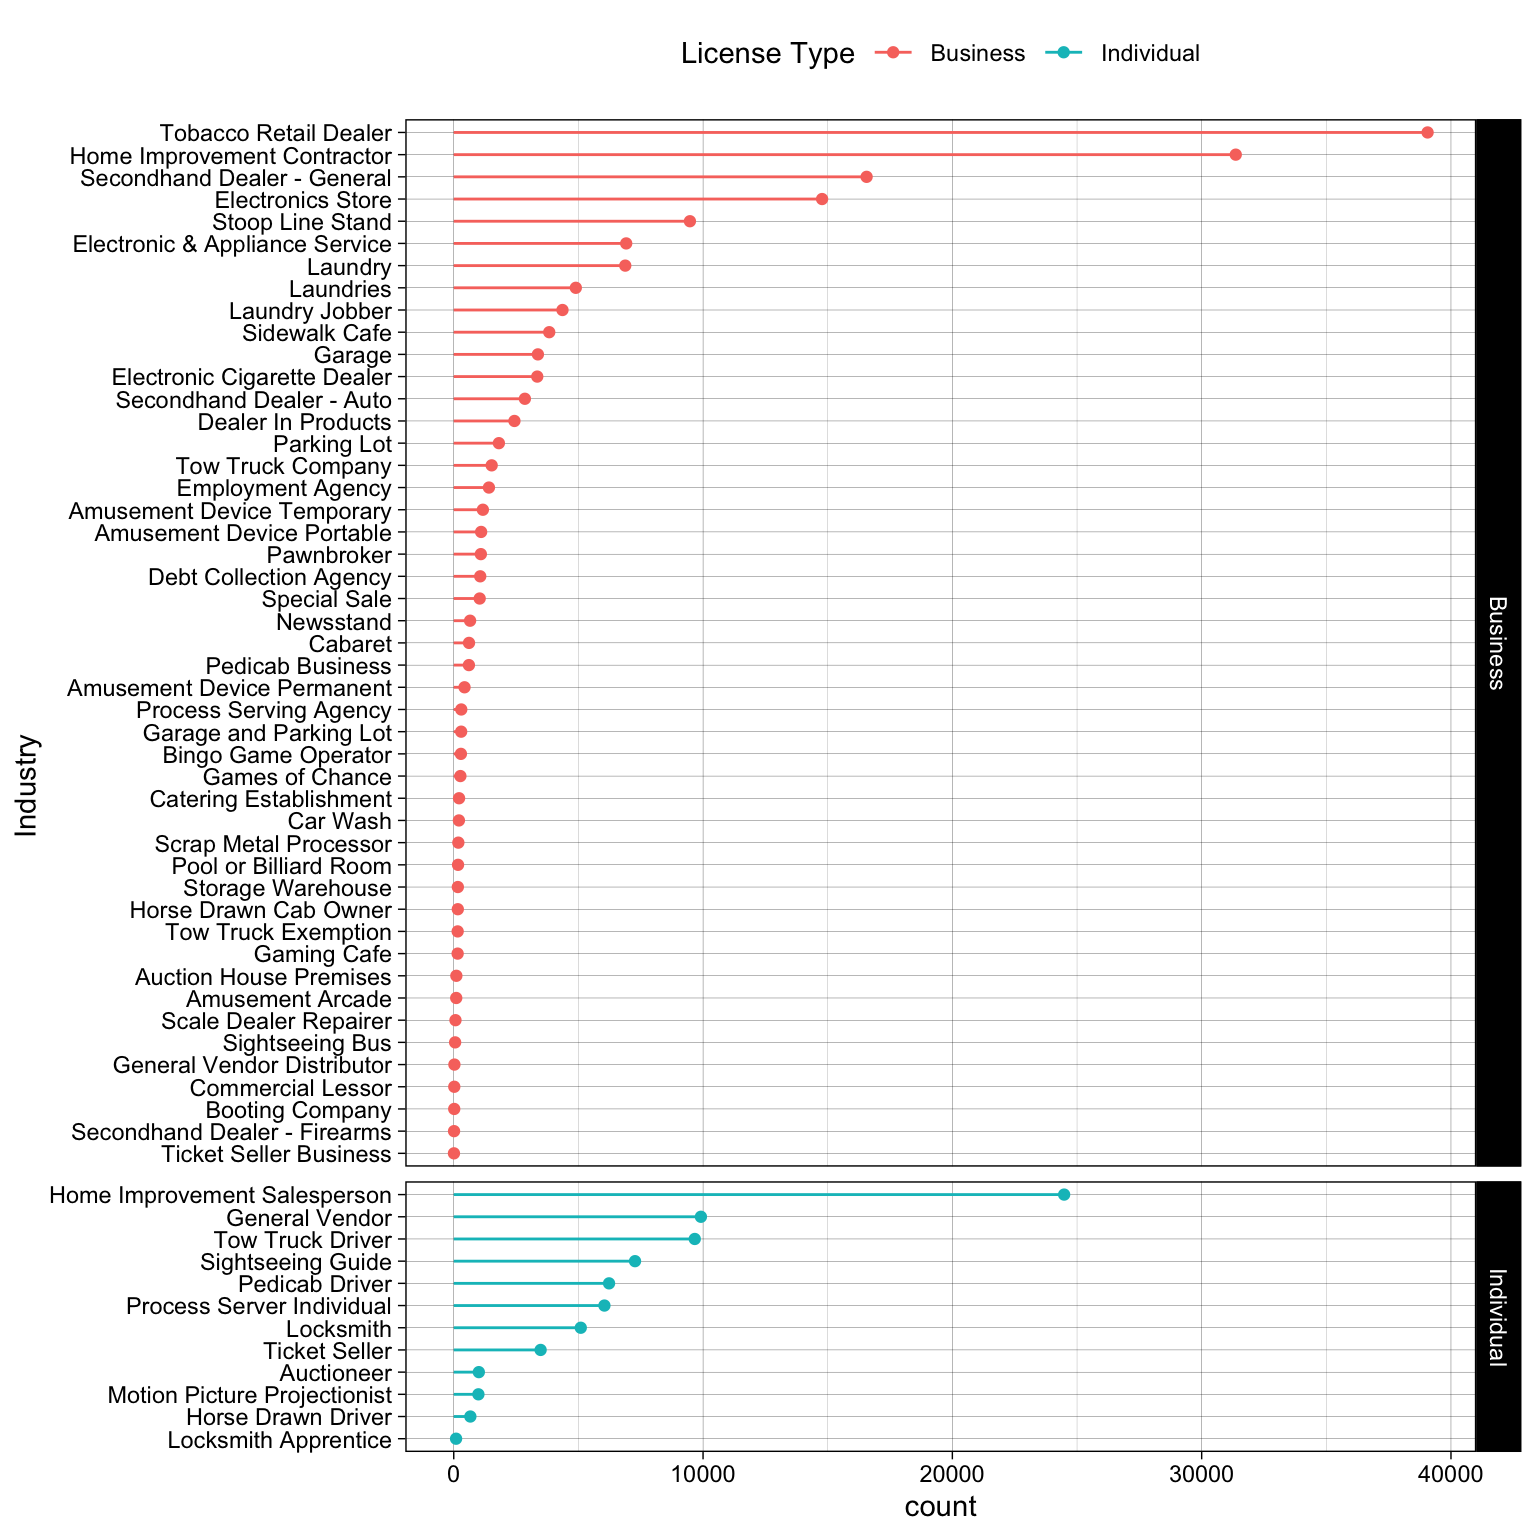 License Type Business Individual
Tobacco Retail Dealer
Home Improvement Contractor
Secondhand Dealer - General
Electronics Store
Stoop Line Stand
Electronic & Appliance Service
Laundry
Laundries
Laundry Jobber
Sidewalk Cafe
Garage
Electronic Cigarette Dealer
Secondhand Dealer - Auto
Dealer In Products
Parking Lot
Tow Truck Company
Employment Agency
Amusement Device Temporary
Amusement Device Portable
Pawnbroker
Debt Collection Agency
Special Sale
Newsstand
Cabaret
Pedicab Business
Amusement Device Permanent
Process Serving Agency
Garage and Parking Lot
Bingo Game Operator
Games of Chance
Catering Establishment
Car Wash
Scrap Metal Processor
Pool or Billiard Room
Storage Warehouse
Horse Drawn Cab Owner
Tow Truck Exemption
Gaming Cafe
Auction House Premises
Amusement Arcade
Scale Dealer Repairer
Sightseeing Bus
General Vendor Distributor
Commercial Lessor
Booting Company
Secondhand Dealer - Firearms
Ticket Seller Business
Business
Home Improvement Salesperson
General Vendor
Tow Truck Driver
Sightseeing Guide
Pedicab Driver
Process Server Individual
Locksmith
Ticket Seller
Auctioneer
Motion Picture Projectionist
Horse Drawn Driver
Locksmith Apprentice
Individual
Industry
0 10000 20000 30000 40000
count